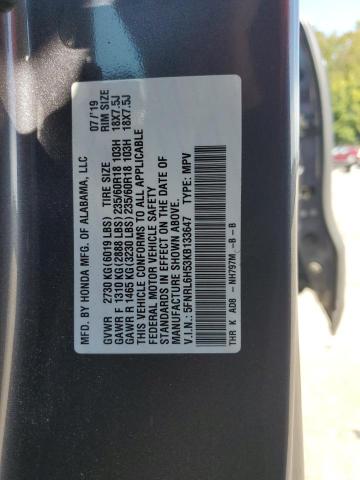 MFD. BY HONDA MFG. OF ALABAMA, LLC 07/'19
GVWR 2730 KG(6019 LBS) TIRE SIZE RIM SIZE
GAWR F 1310 KG(2888 LBS) 235/60R18 103H 18X7.5J
GAWR R 1465 KG(3230 LBS) 235/60R18 103H 18X7.5J
THIS VEHICLE CONFORMS TO ALL APPLICABLE
FEDERAL MOTOR VEHICLE SAFETY
STANDARDS IN EFFECT ON THE DATE OF
MANUFACTURE SHOWN ABOVE.
V.I.N.: 5FNRL6H53KB133647 TYPE: MPV
THR K AD8 - NH797M -B - B